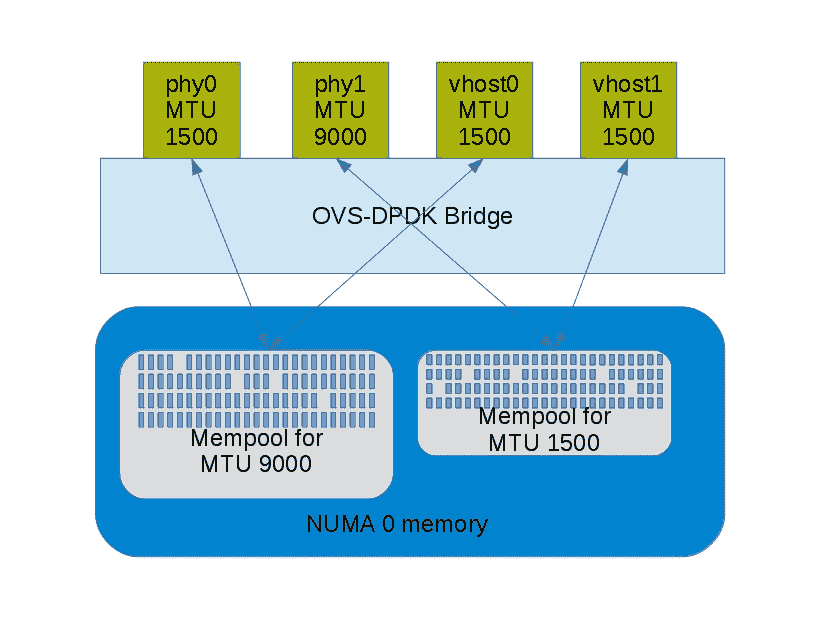 phy0
MTU
1500
phy1
MTU
9000
vhost0
MTU
1500
vhost1
MTU
1500
OVS-DPDK Bridge
Mempool for
MTU 9000
Mempool for
MTU 1500
NUMA 0 memory